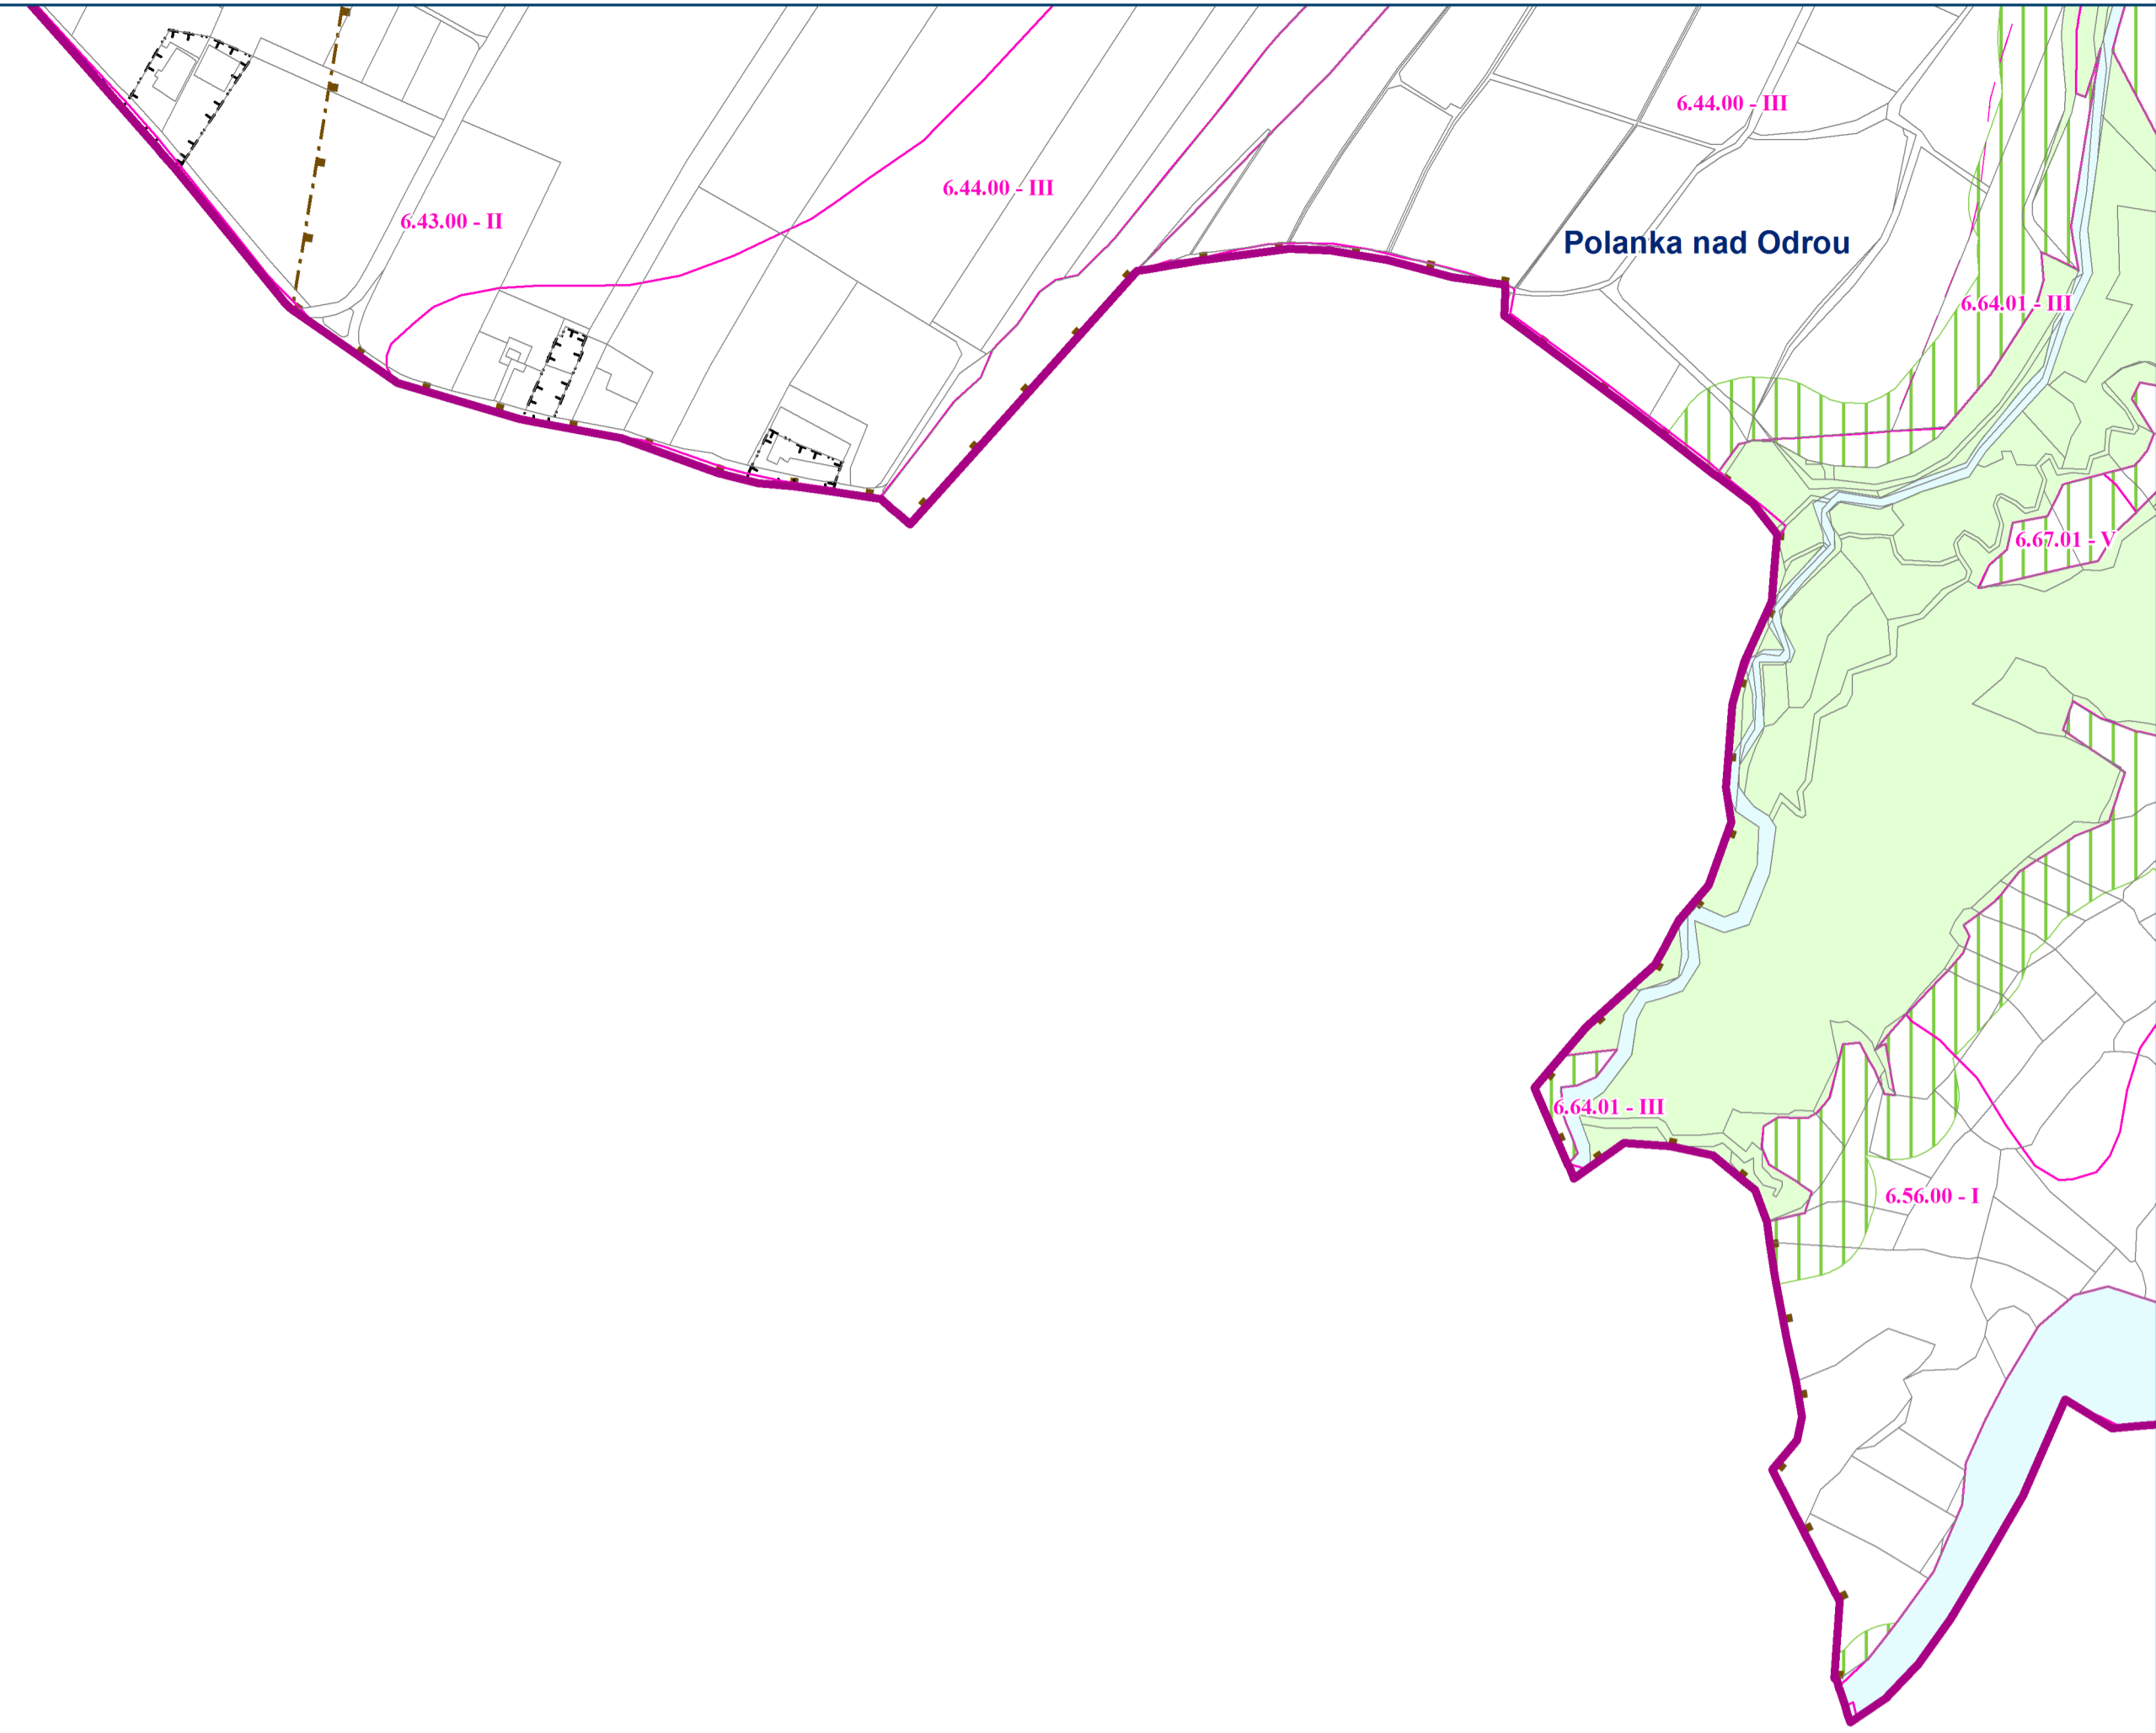 6.44.00 - III
6.44.00 - III
6.43.00 - II
Polanka nad Odrou
6.64.01 - III
6.67.01 - V
6.64.01 - III
6.56.00 - I